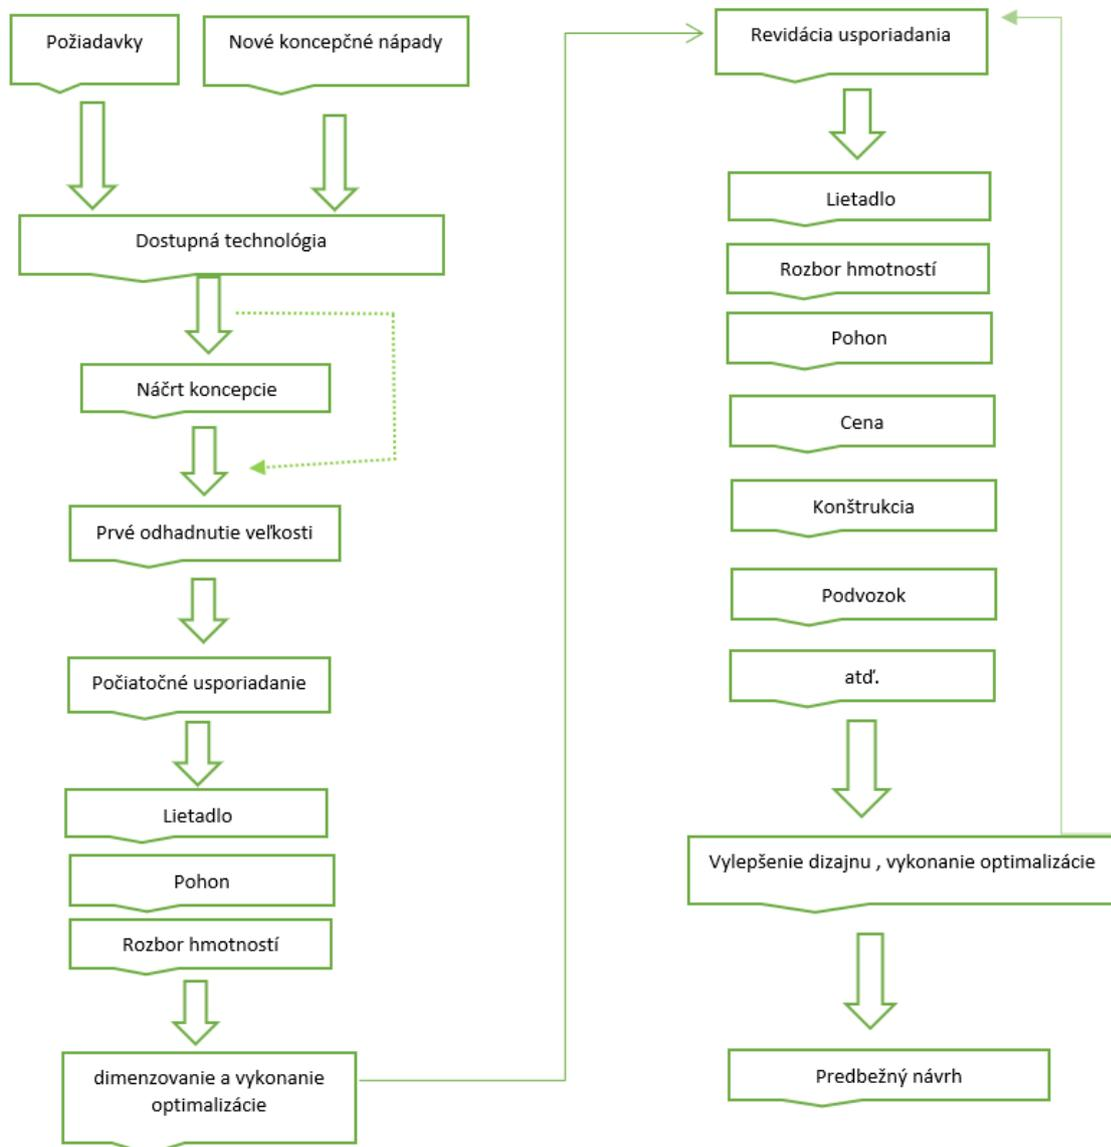 Požiadavky
Nové koncepčné nápady
Dostupná technológia
Náčrt koncepcie
Prvé odhadnutie veľkosti
Počiatočné usporiadanie
Lietadlo
Pohon
Rozbor hmotností
dimenzovanie a vykonanie
optimalizácie
Revidácia usporiadania
Lietadlo
Rozbor hmotností
Pohon
Cena
Konštrukcia
Podvozok
atď.
Vylepšenie dizajnu , vykonanie optimalizácie
Predbežný návrh